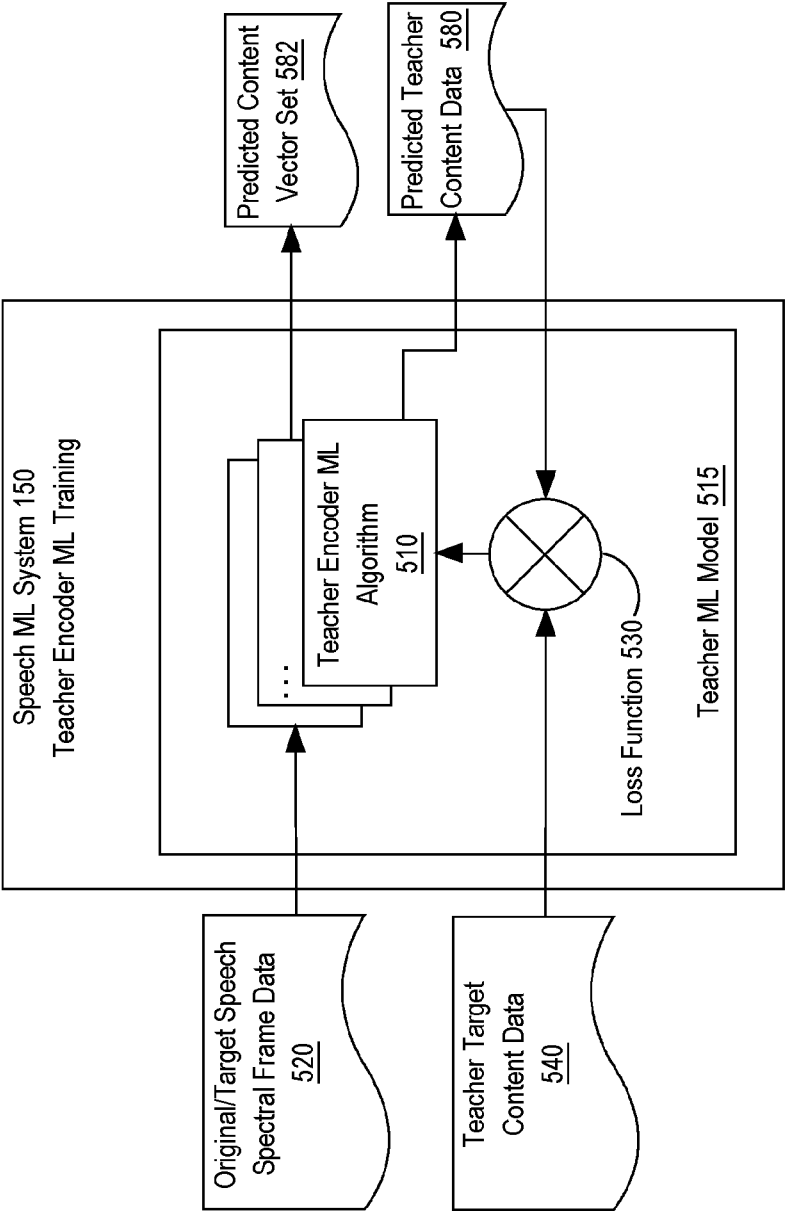 Speech ML System 150
Teacher Encoder ML Training
Original/Target Speech
Spectral Frame Data
520
Teacher Target
Content Data
540
...
Teacher Encoder ML
Algorithm
510
Loss Function 530
Teacher ML Model 515
Predicted Content
Vector Set 582
Predicted Teacher
Content Data 580